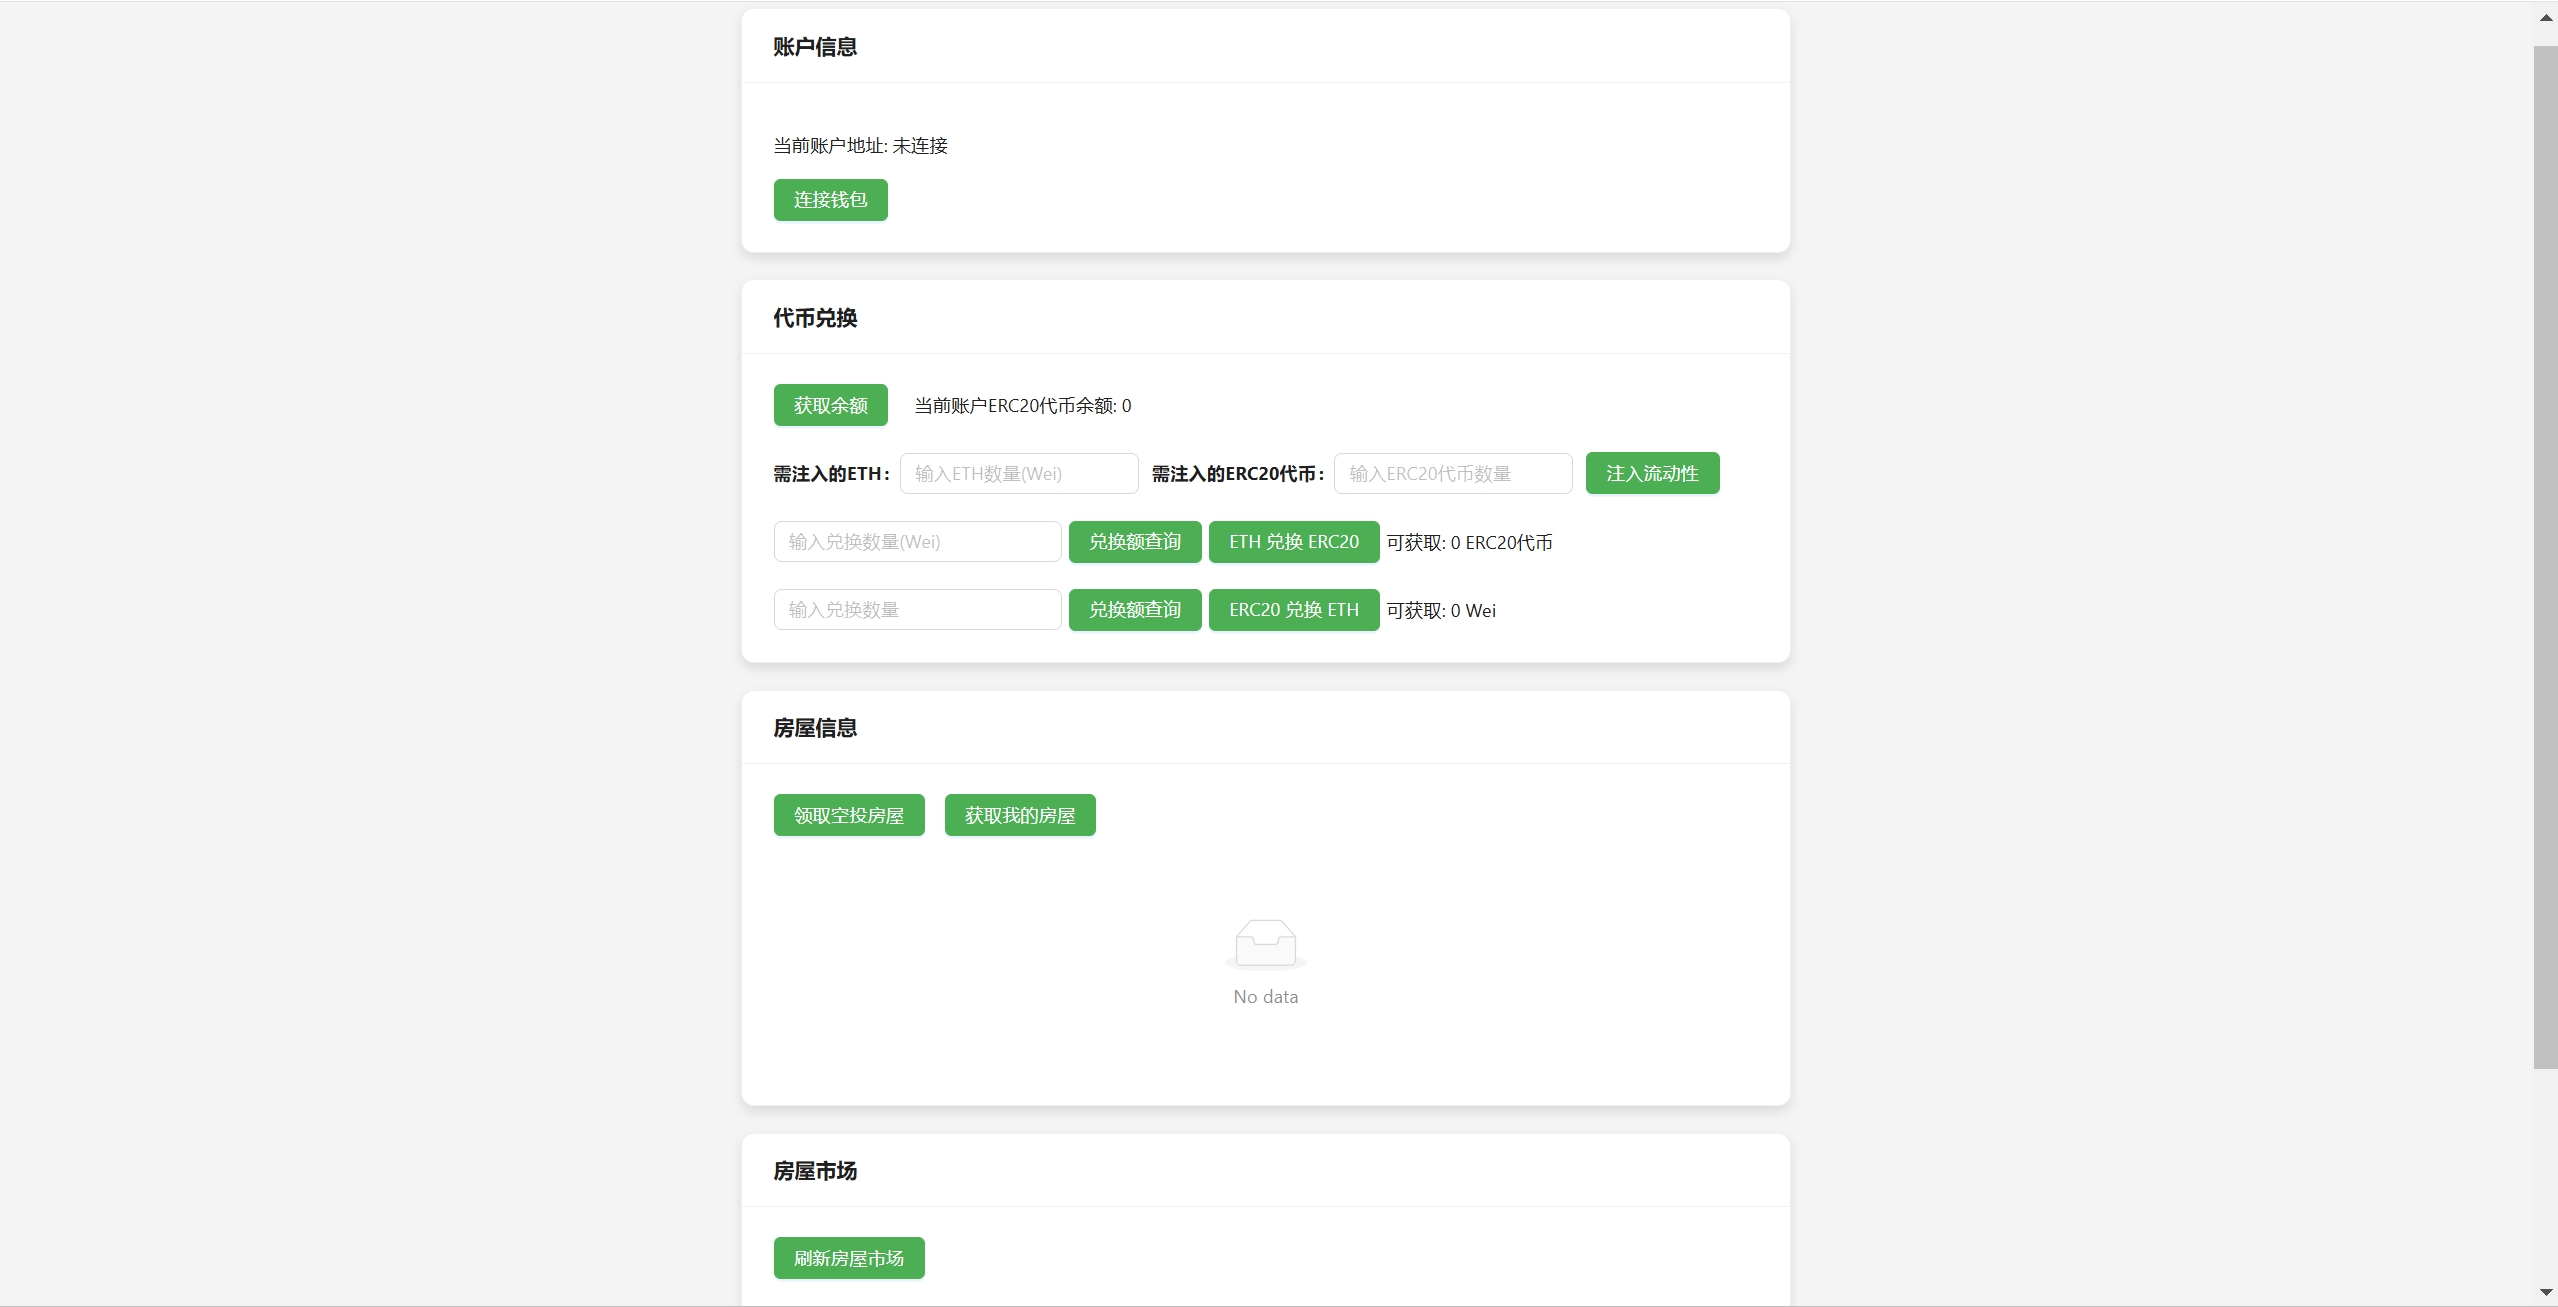 账户信息
当前账户地址: 未连接
连接钱包
代币兑换
获取余额 当前账户ERC20代币余额: 0
需注入的ETH： 输入ETH数量(Wei) 需注入的ERC20代币： 输入ERC20代币数量 注入流动性
输入兑换数量(Wei) 兑换额查询 ETH 兑换 ERC20 可获取: 0 ERC20代币
输入兑换数量 兑换额查询 ERC20 兑换 ETH 可获取: 0 Wei
房屋信息
领取空投房屋 获取我的房屋
No data
房屋市场
刷新房屋市场